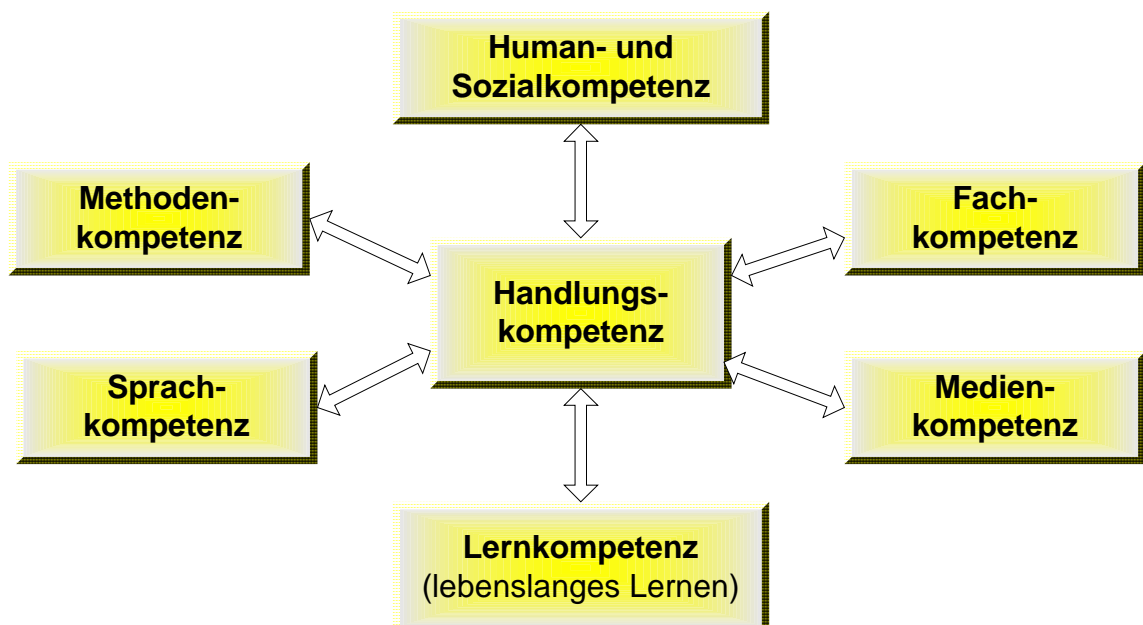 Human- und
Sozialkompetenz
Methoden-
kompetenz
Fach-
kompetenz
Handlungs-
kompetenz
Sprach-
kompetenz
Medien-
kompetenz
Lernkompetenz
(lebenslanges Lernen)